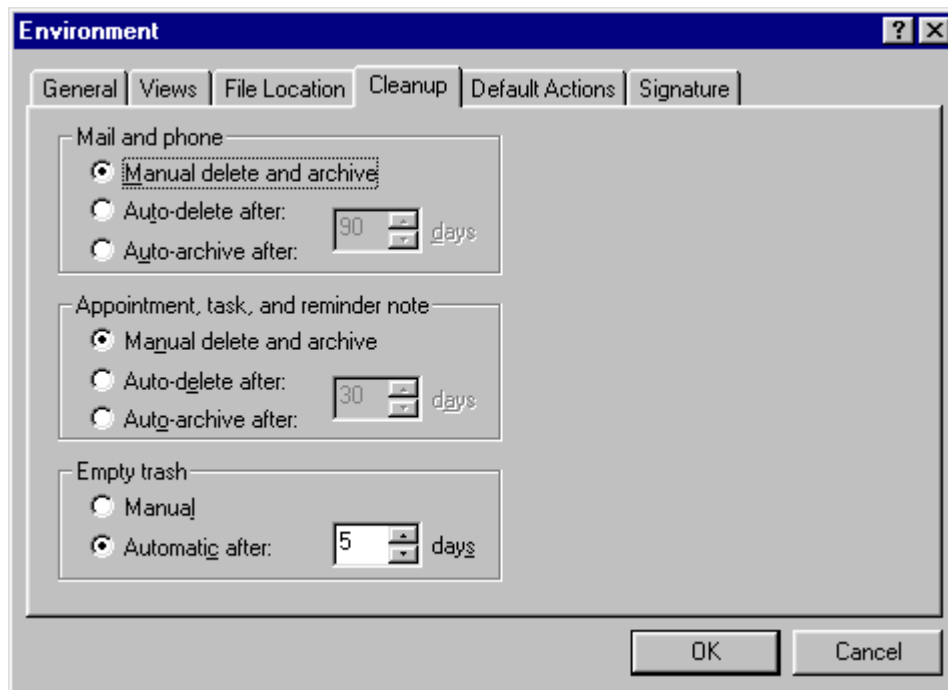 Environment
General Views File Location Cleanup Default Actions Signature
Mail and phone
Manual delete and archive
Auto-delete after:
90 days
Auto-archive after:
Appointment, task, and reminder note
Manual delete and archive
Auto-delete after:
30 days
Auto-archive after:
Empty trash
Manual
Automatic after: 5 days
OK Cancel